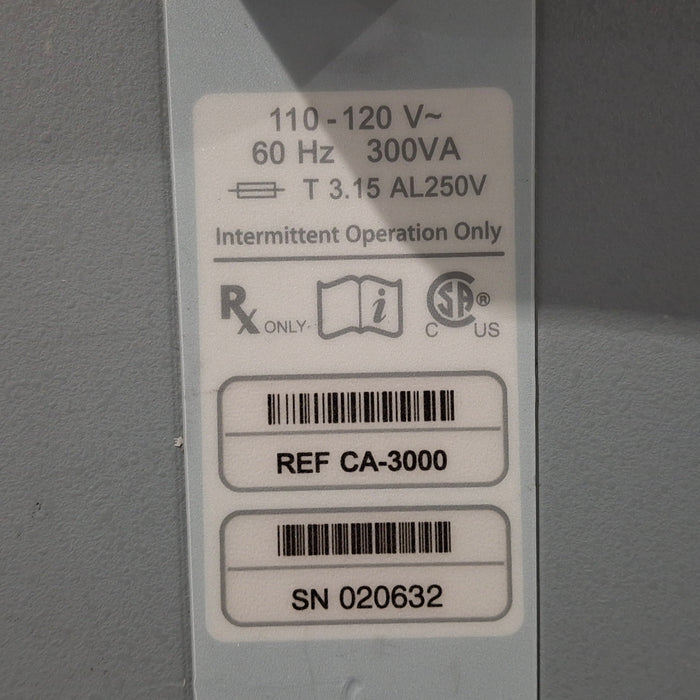 110-120 V~
60 Hz 300VA
T 3.15 AL250V
Intermittent Operation Only
Rx ONLY
i
CSA®
C US
REF CA-3000
SN 020632